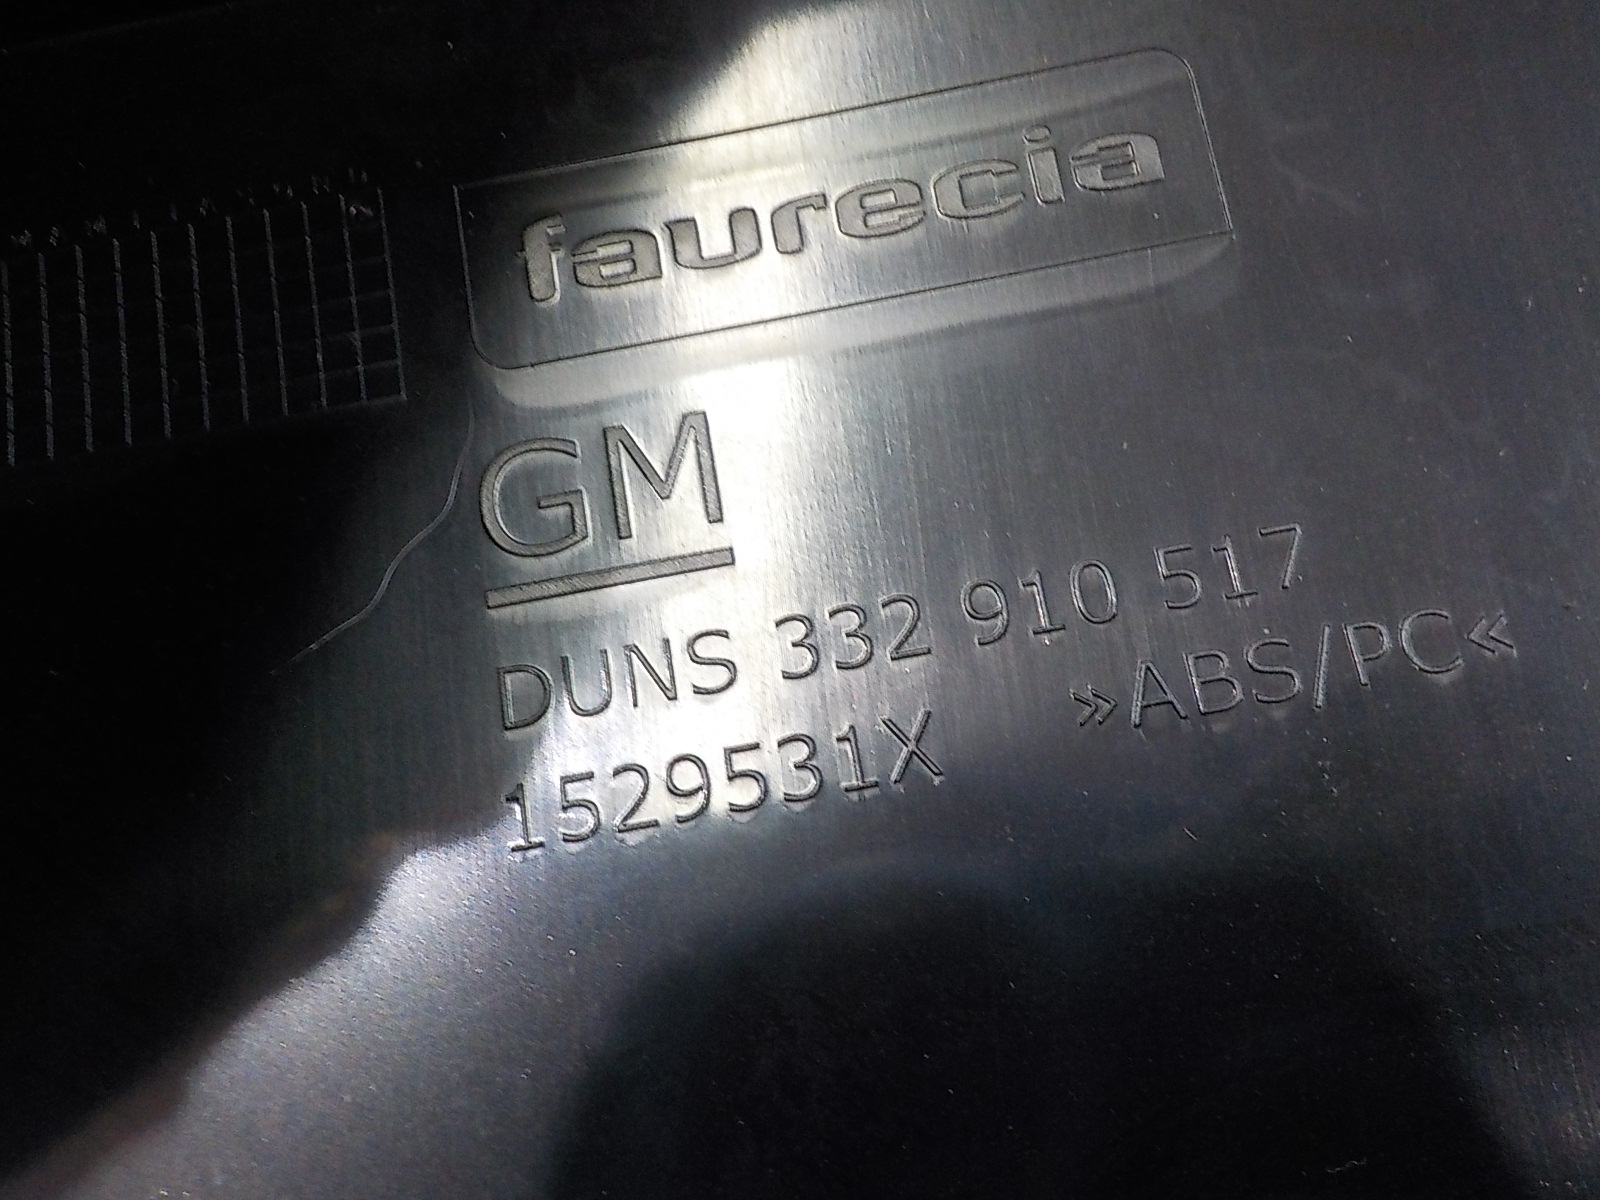 faurecia
GM
DUNS 332 910 517
1529531X »ABS/PC«